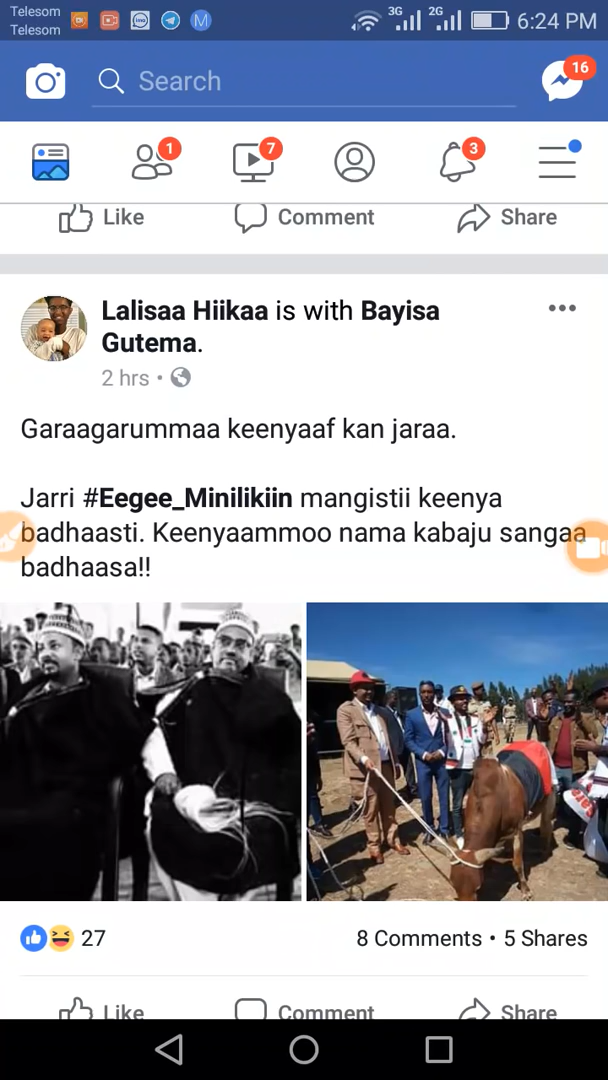 Telesom
Telesom
3G
2G
6:24 PM
Search
16
1
7
3
Like
Comment
Share
Lalisaa Hiikaa is with Bayisa
Gutema.
2 hrs
Garaagarummaa keenyaaf kan jaraa.
Jarri #Eegee_Minilikiin mangistii keenya
badhaasti. Keenyaammoo nama kabaju sangaa
badhaasa!!
27
8 Comments • 5 Shares
Like
Comment
Share